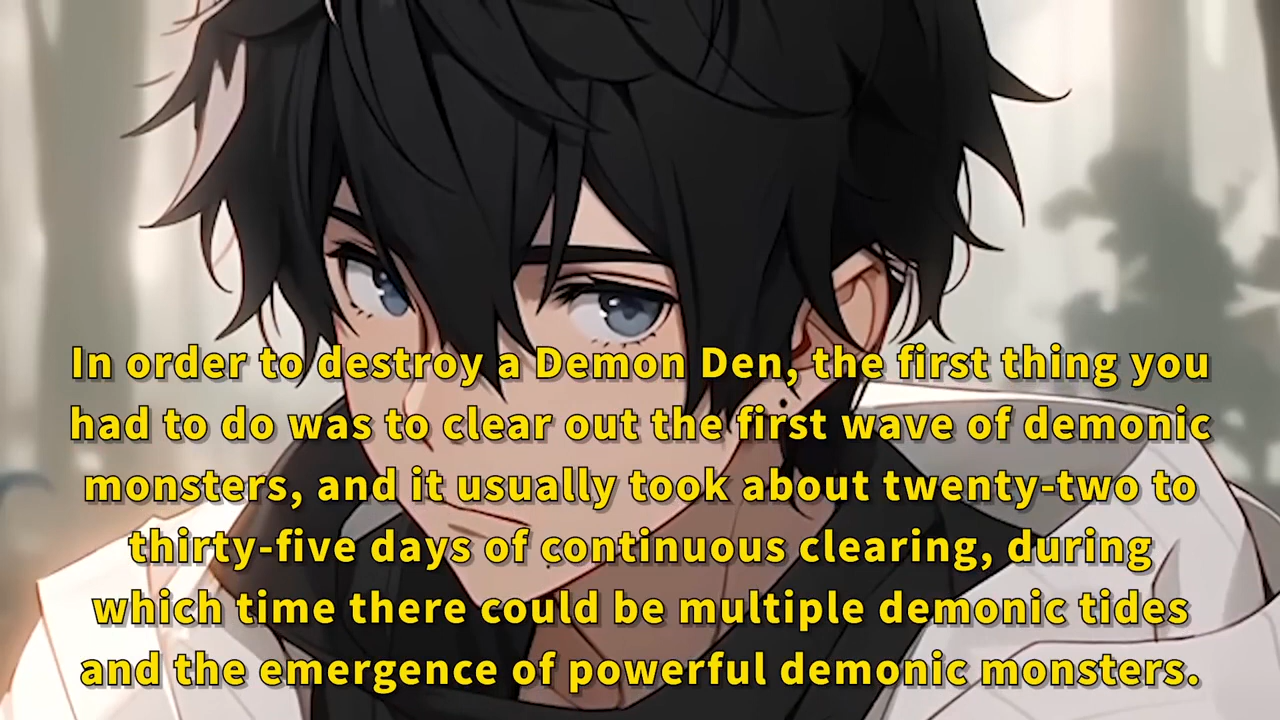 In order to destroy a Demon Den, the first thing you
had to do was to clear out the first wave of demonic
monsters, and it usually took about twenty-two to
thirty-five days of continuous clearing, during
which time there could be multiple demonic tides
and the emergence of powerful demonic monsters.